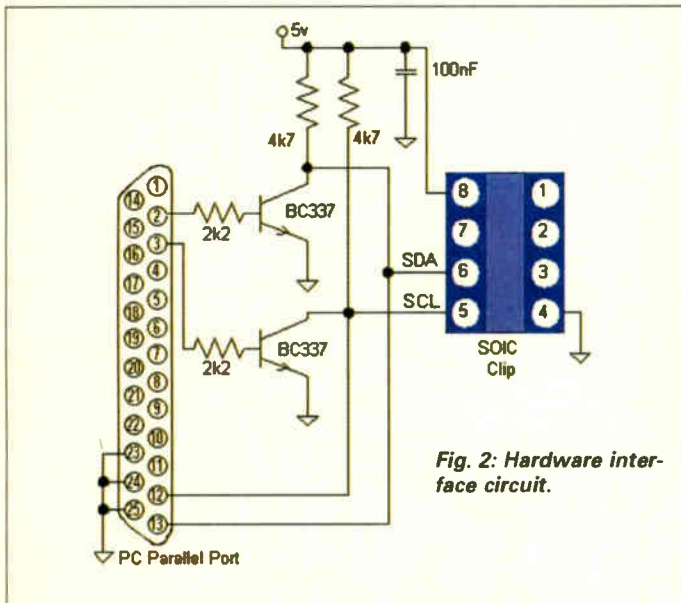 5v
100nF
4k7
4k7
1
14
2
15
3
16
4
17
5
18
6
19
7
20
8
21
9
22
10
23
11
24
12
25
13
2k2
BC337
2k2
BC337
SDA
SCL
8
1
7
2
6
3
5
4
SOIC
Clip
Fig. 2: Hardware inter-
face circuit.
PC Parallel Port